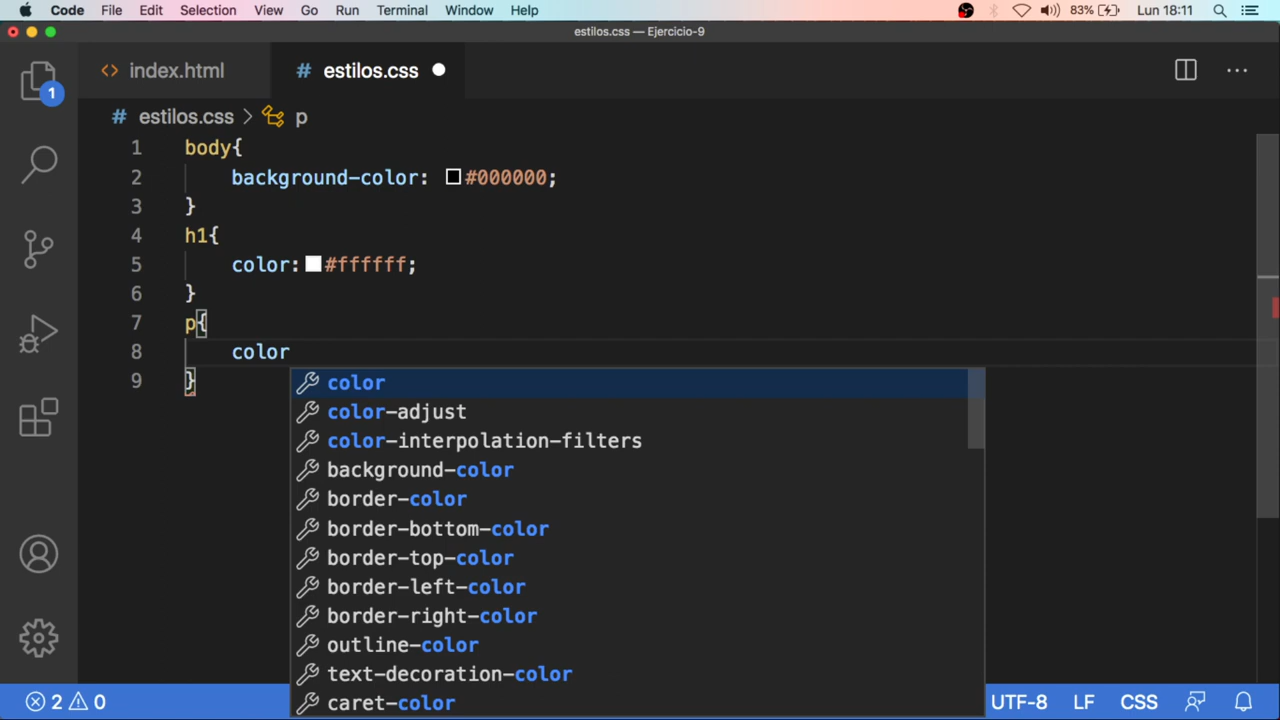 Code File Edit Selection View Go Run Terminal Window Help 83% Lun 18:11
estilos.css — Ejercicio-9
index.html # estilos.css
1
# estilos.css > p
1 body{
2 background-color: #000000;
3 }
4 h1{
5 color: #ffffff;
6 }
7 p{
8 color
9 }
color
color-adjust
color-interpolation-filters
background-color
border-color
border-bottom-color
border-top-color
border-left-color
border-right-color
outline-color
text-decoration-color
caret-color
2 0 UTF-8 LF CSS